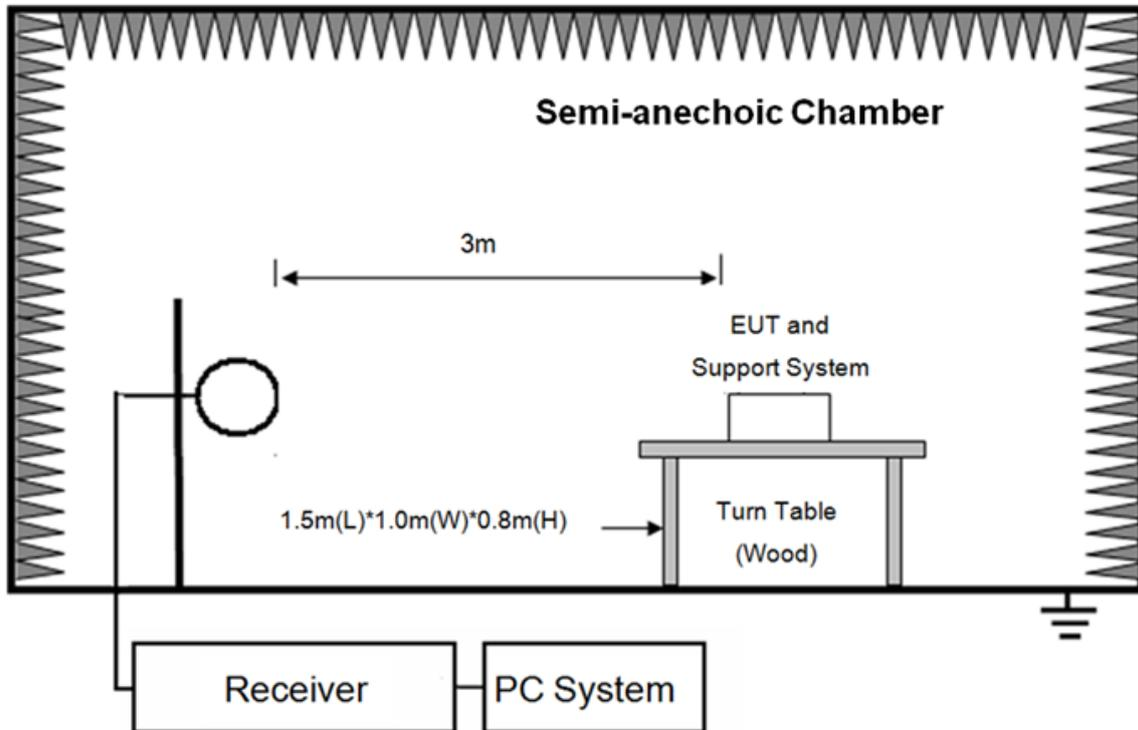 Semi-anechoic Chamber
3m
EUT and
Support System
1.5m(L)*1.0m(W)*0.8m(H)
Turn Table
(Wood)
Receiver
PC System